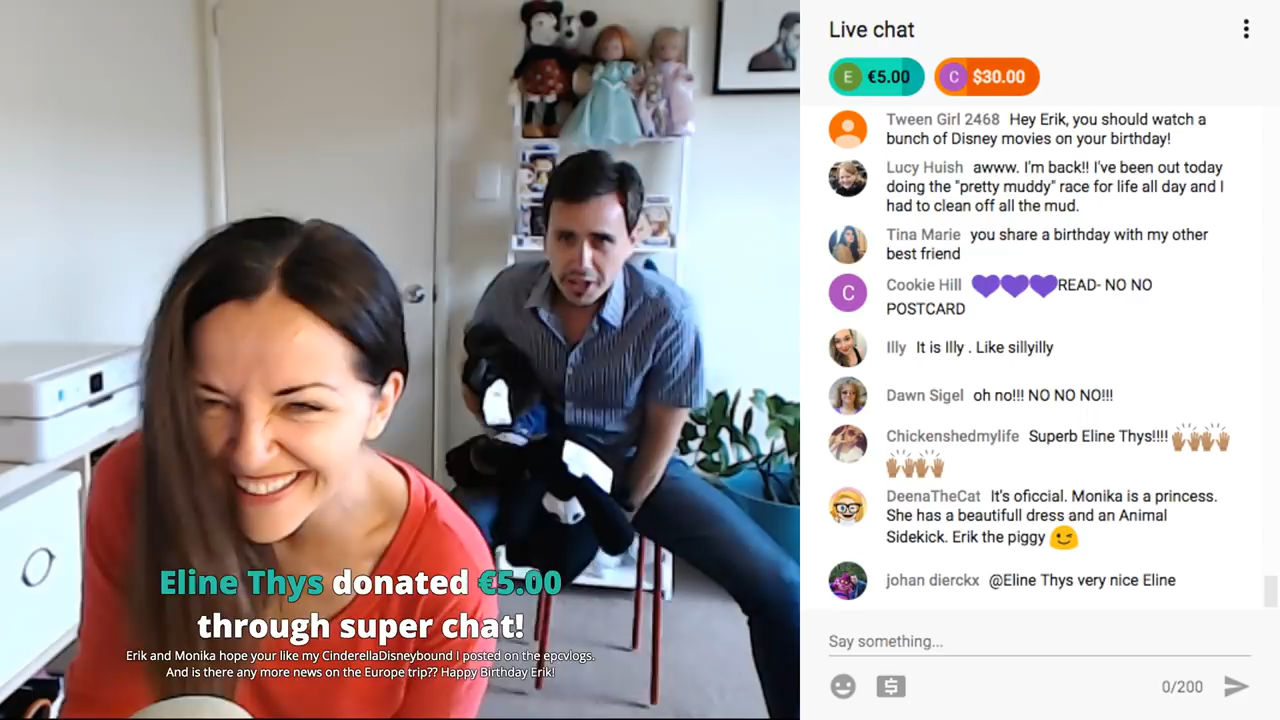 Eline Thys donated €5.00
through super chat!
Erik and Monika hope your like my CinderellaDisneybound I posted on the epcvlogs.
And is there any more news on the Europe trip?? Happy Birthday Erik!
Live chat
E €5.00
C $30.00
Tween Girl 2468 Hey Erik, you should watch a
bunch of Disney movies on your birthday!
Lucy Huish awww. I'm back!! I've been out today
doing the "pretty muddy" race for life all day and I
had to clean off all the mud.
Tina Marie you share a birthday with my other
best friend
C
Cookie Hill 💜💜💜READ- NO NO
POSTCARD
Illy It is Illy . Like sillyilly
Dawn Sigel oh no!!! NO NO NO!!!
Chickenshedmylife Superb Eline Thys!!!! 🙌🏽🙌🏽
🙌🏽🙌🏽
DeenaTheCat It's oficcial. Monika is a princess.
She has a beautifull dress and an Animal
Sidekick. Erik the piggy 😉
johan dierckx @Eline Thys very nice Eline
Say something...
0/200